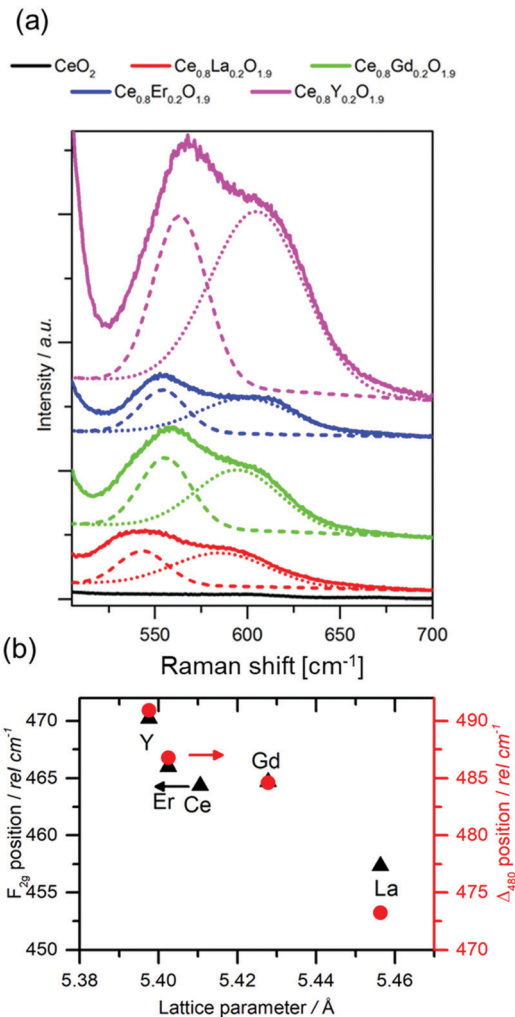 (a)
CeO2 Ce0.8La0.2O1.9 Ce0.8Gd0.2O1.9
Ce0.8Er0.2O1.9 Ce0.8Y0.2O1.9
Intensity / a.u.
550 600 650 700
Raman shift [cm-1]
(b)
F2g position / rel cm-1
470
465
460
455
450
Y
Er
Ce
Gd
La
490
485
480
475
470
Δ480 position / rel cm-1
5.38 5.40 5.42 5.44 5.46
Lattice parameter / Å